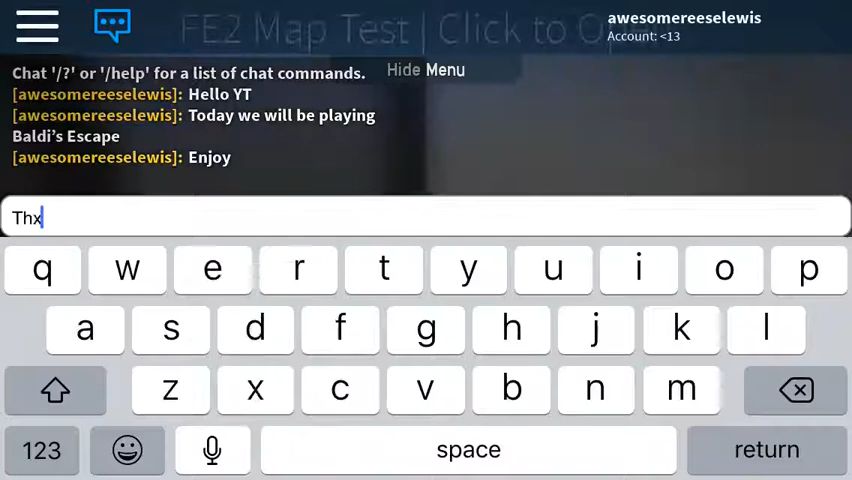 FE2 Map Test | Click to O
awesomereeselewis
Account: <13
Hide Menu
Chat '/?' or '/help' for a list of chat commands.
[awesomereeselewis]: Hello YT
[awesomereeselewis]: Today we will be playing
Baldi's Escape
[awesomereeselewis]: Enjoy
Thx
q w e r t y u i o p
a s d f g h j k l
z x c v b n m
123 space return